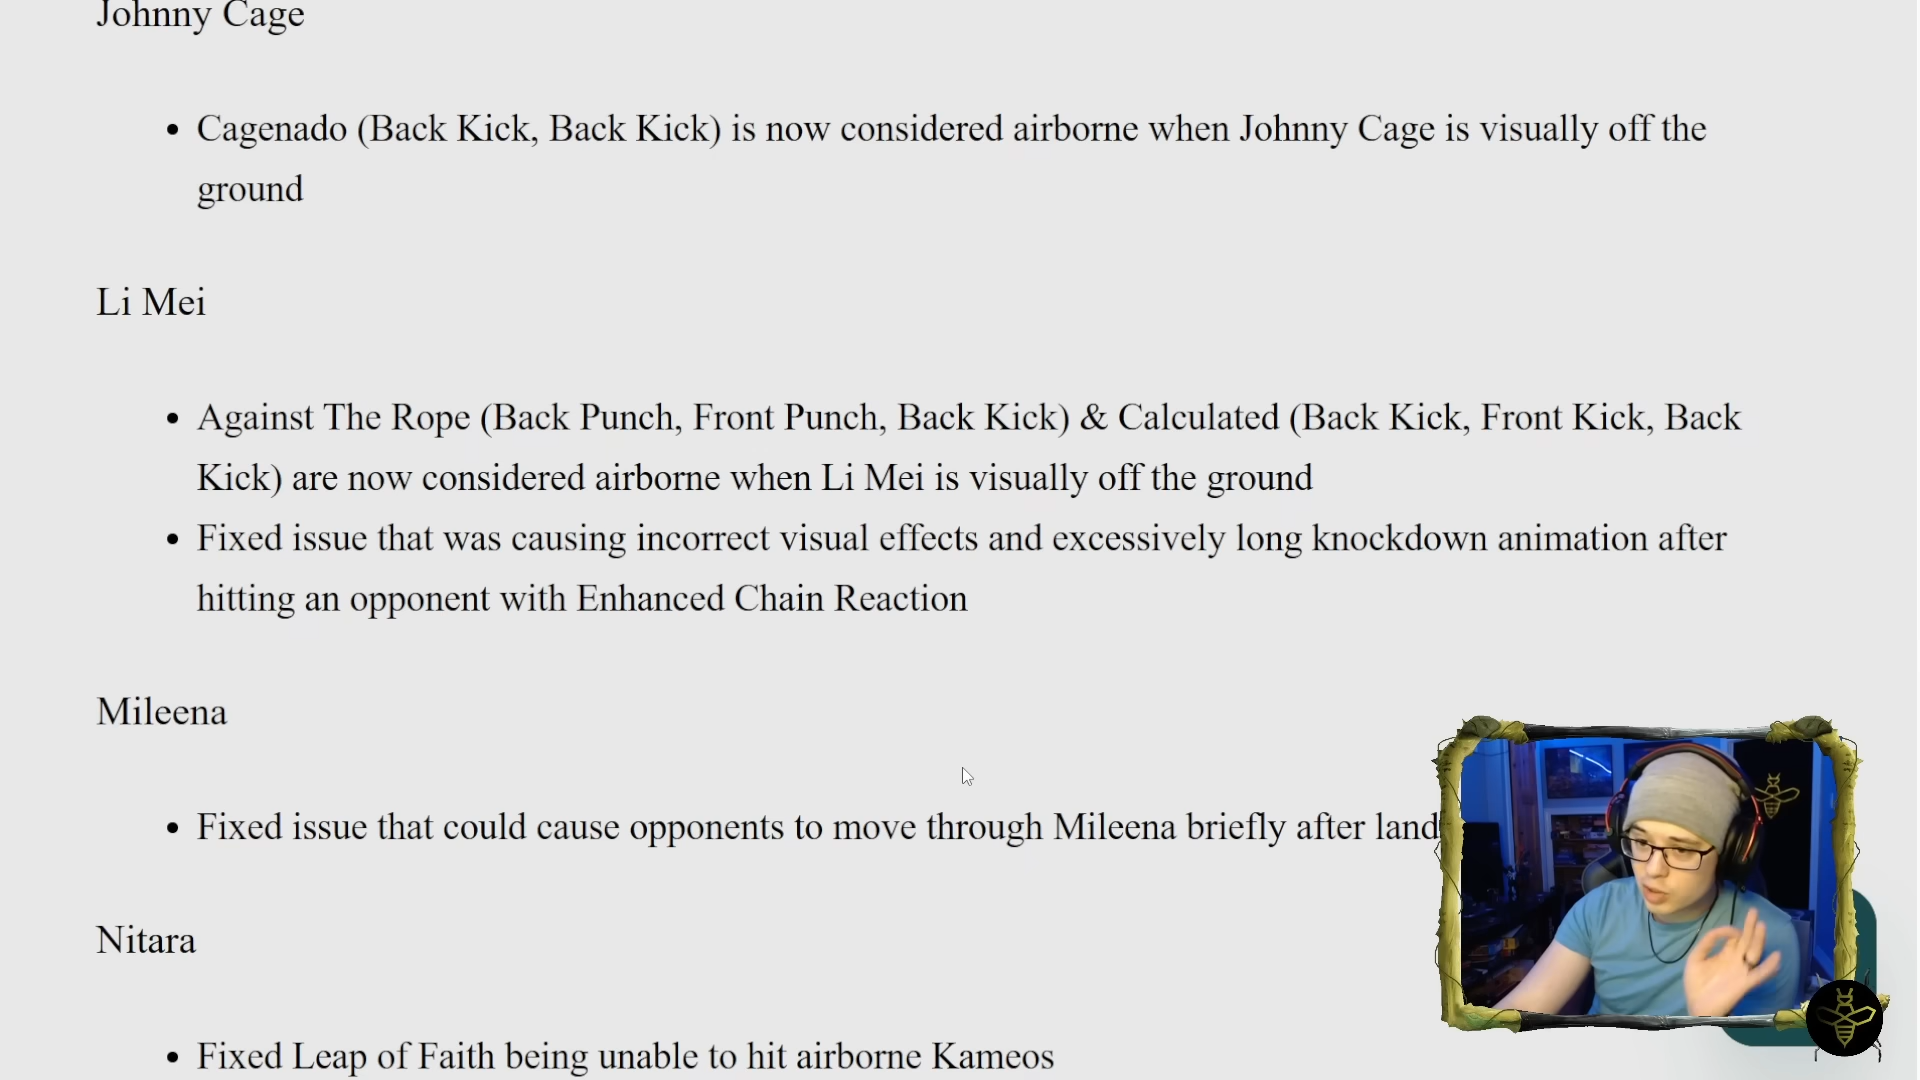 Johnny Cage
• Cagenado (Back Kick, Back Kick) is now considered airborne when Johnny Cage is visually off the
ground
Li Mei
• Against The Rope (Back Punch, Front Punch, Back Kick) & Calculated (Back Kick, Front Kick, Back
Kick) are now considered airborne when Li Mei is visually off the ground
• Fixed issue that was causing incorrect visual effects and excessively long knockdown animation after
hitting an opponent with Enhanced Chain Reaction
Mileena
• Fixed issue that could cause opponents to move through Mileena briefly after land
Nitara
• Fixed Leap of Faith being unable to hit airborne Kameos